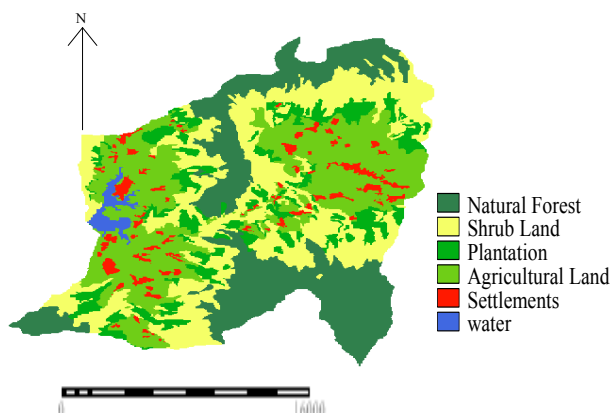 N
Natural Forest
Shrub Land
Plantation
Agricultural Land
Settlements
water
0 16000